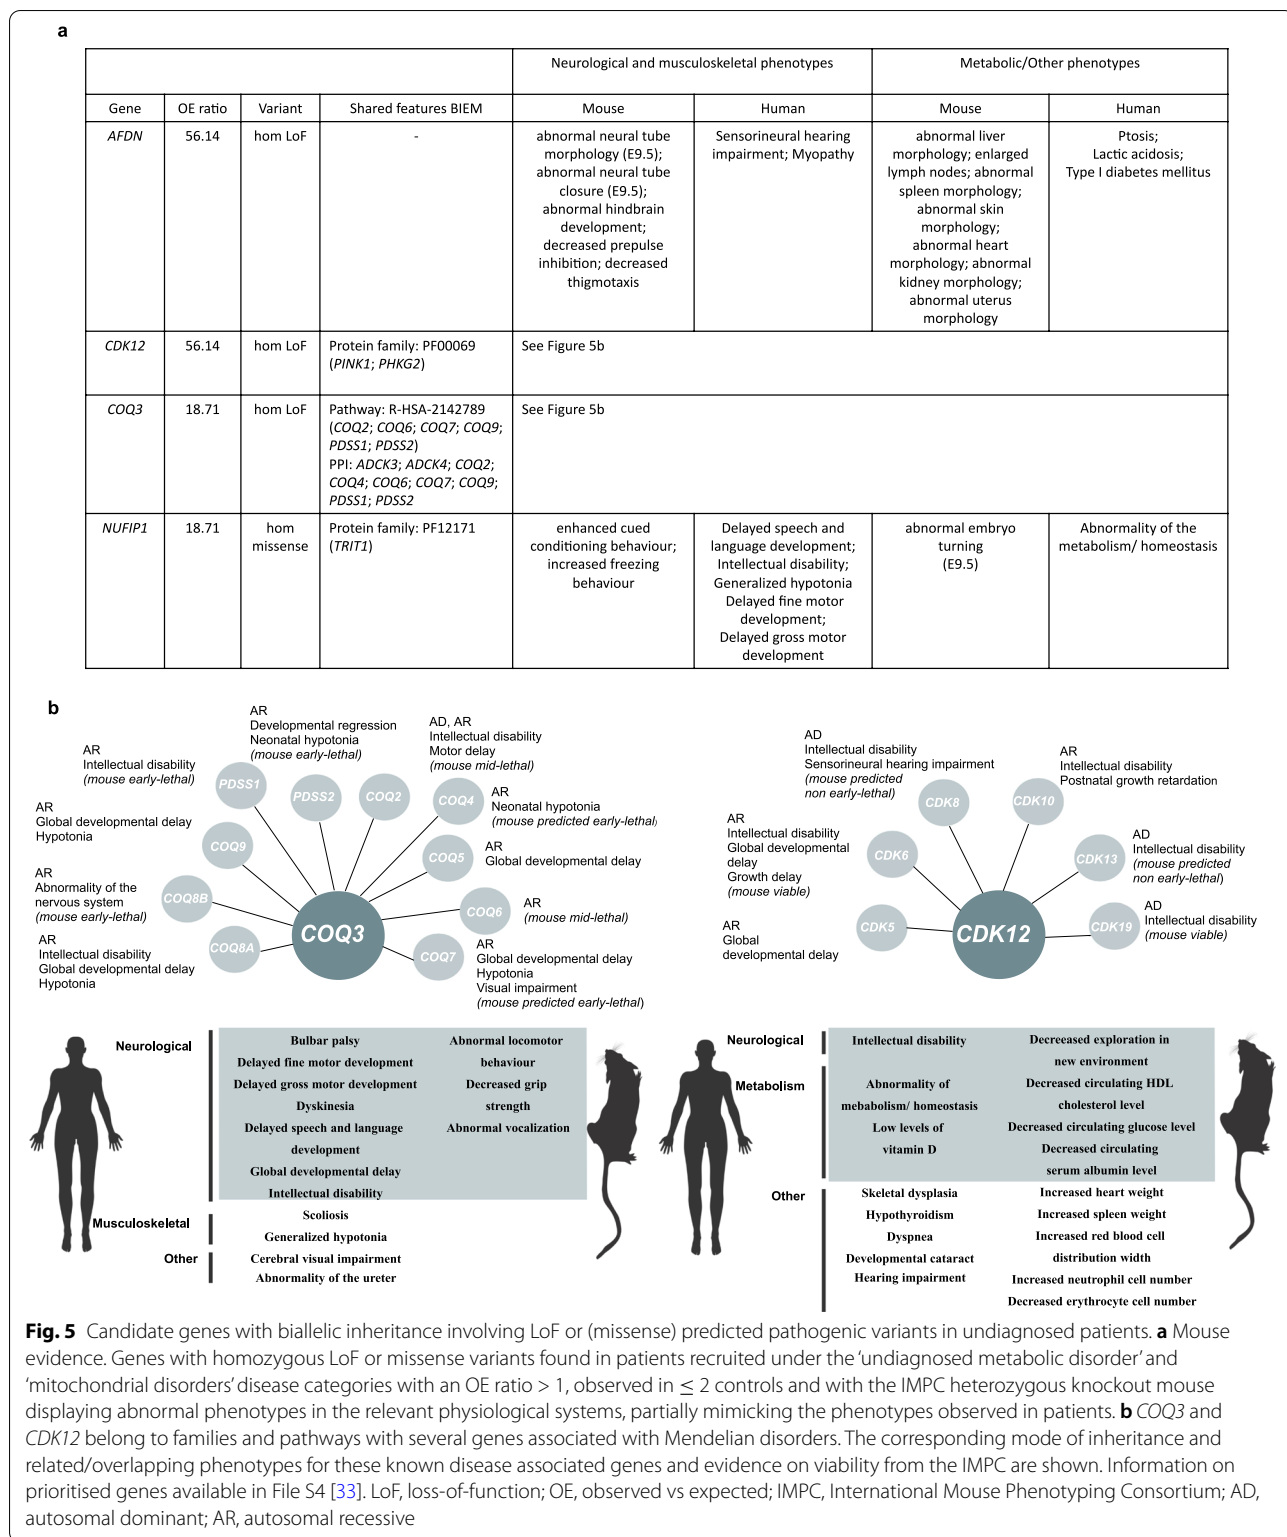 a
Neurological and musculoskeletal phenotypes
Metabolic/Other phenotypes
Gene
OE ratio
Variant
Shared features BIEM
Mouse
Human
Mouse
Human
AFDN
56.14
hom LoF
-
abnormal neural tube
morphology (E9.5);
abnormal neural tube
closure (E9.5);
abnormal hindbrain
development;
decreased prepulse
inhibition; decreased
thigmotaxis
Sensorineural hearing
impairment; Myopathy
abnormal liver
morphology; enlarged
lymph nodes; abnormal
spleen morphology;
abnormal skin
morphology;
abnormal heart
morphology; abnormal
kidney morphology;
abnormal uterus
morphology
Ptosis;
Lactic acidosis;
Type I diabetes mellitus
CDK12
56.14
hom LoF
Protein family: PF00069
(PINK1; PHKG2)
See Figure 5b
COQ3
18.71
hom LoF
Pathway: R-HSA-2142789
(COQ2; COQ6; COQ7; COQ9;
PDSS1; PDSS2)
PPI: ADCK3; ADCK4; COQ2;
COQ4; COQ6; COQ7; COQ9;
PDSS1; PDSS2
See Figure 5b
NUFIP1
18.71
hom
missense
Protein family: PF12171
(TRIT1)
enhanced cued
conditioning behaviour;
increased freezing
behaviour
Delayed speech and
language development;
Intellectual disability;
Generalized hypotonia
Delayed fine motor
development;
Delayed gross motor
development
abnormal embryo
turning
(E9.5)
Abnormality of the
metabolism/ homeostasis
b
AR
Intellectual disability
(mouse early-lethal)
PDSS1
AR
Developmental regression
Neonatal hypotonia
(mouse early-lethal)
PDSS2
COQ2
AD, AR
Intellectual disability
Motor delay
(mouse mid-lethal)
COQ4
AR
Neonatal hypotonia
(mouse predicted early-lethal)
COQ5
AR
Global developmental delay
COQ6
AR
(mouse mid-lethal)
COQ7
AR
Global developmental delay
Hypotonia
Visual impairment
(mouse predicted early-lethal)
AR
Global developmental delay
Hypotonia
COQ9
AR
Abnormality of the
nervous system
(mouse early-lethal)
COQ8B
AR
Intellectual disability
Global developmental delay
Hypotonia
COQ8A
COQ3
AD
Intellectual disability
Sensorineural hearing impairment
(mouse predicted
non early-lethal)
CDK8
AR
Intellectual disability
Postnatal growth retardation
CDK10
AR
Intellectual disability
Global developmental
delay
Growth delay
(mouse viable)
CDK6
AD
Intellectual disability
(mouse predicted
non early-lethal)
CDK13
AR
Global
developmental delay
CDK5
AD
Intellectual disability
(mouse viable)
CDK19
CDK12
Neurological
Bulbar palsy
Delayed fine motor development
Delayed gross motor development
Dyskinesia
Delayed speech and language
development
Global developmental delay
Intellectual disability
Abnormal locomotor
behaviour
Decreased grip
strength
Abnormal vocalization
Musculoskeletal
Scoliosis
Generalized hypotonia
Other
Cerebral visual impairment
Abnormality of the ureter
Neurological
Intellectual disability
Decreased exploration in
new environment
Metabolism
Abnormality of
mebabolism/ homeostasis
Low levels of
vitamin D
Decreased circulating HDL
cholesterol level
Decreased circulating glucose level
Decreased circulating
serum albumin level
Other
Skeletal dysplasia
Hypothyroidism
Dyspnea
Developmental cataract
Hearing impairment
Increased heart weight
Increased spleen weight
Increased red blood cell
distribution width
Increased neutrophil cell number
Decreased erythrocyte cell number
Fig. 5 Candidate genes with biallelic inheritance involving LoF or (missense) predicted pathogenic variants in undiagnosed patients. a Mouse
evidence. Genes with homozygous LoF or missense variants found in patients recruited under the ‘undiagnosed metabolic disorder’ and
‘mitochondrial disorders’ disease categories with an OE ratio > 1, observed in ≤ 2 controls and with the IMPC heterozygous knockout mouse
displaying abnormal phenotypes in the relevant physiological systems, partially mimicking the phenotypes observed in patients. b COQ3 and
CDK12 belong to families and pathways with several genes associated with Mendelian disorders. The corresponding mode of inheritance and
related/overlapping phenotypes for these known disease associated genes and evidence on viability from the IMPC are shown. Information on
prioritised genes available in File S4 [33]. LoF, loss-of-function; OE, observed vs expected; IMPC, International Mouse Phenotyping Consortium; AD,
autosomal dominant; AR, autosomal recessive